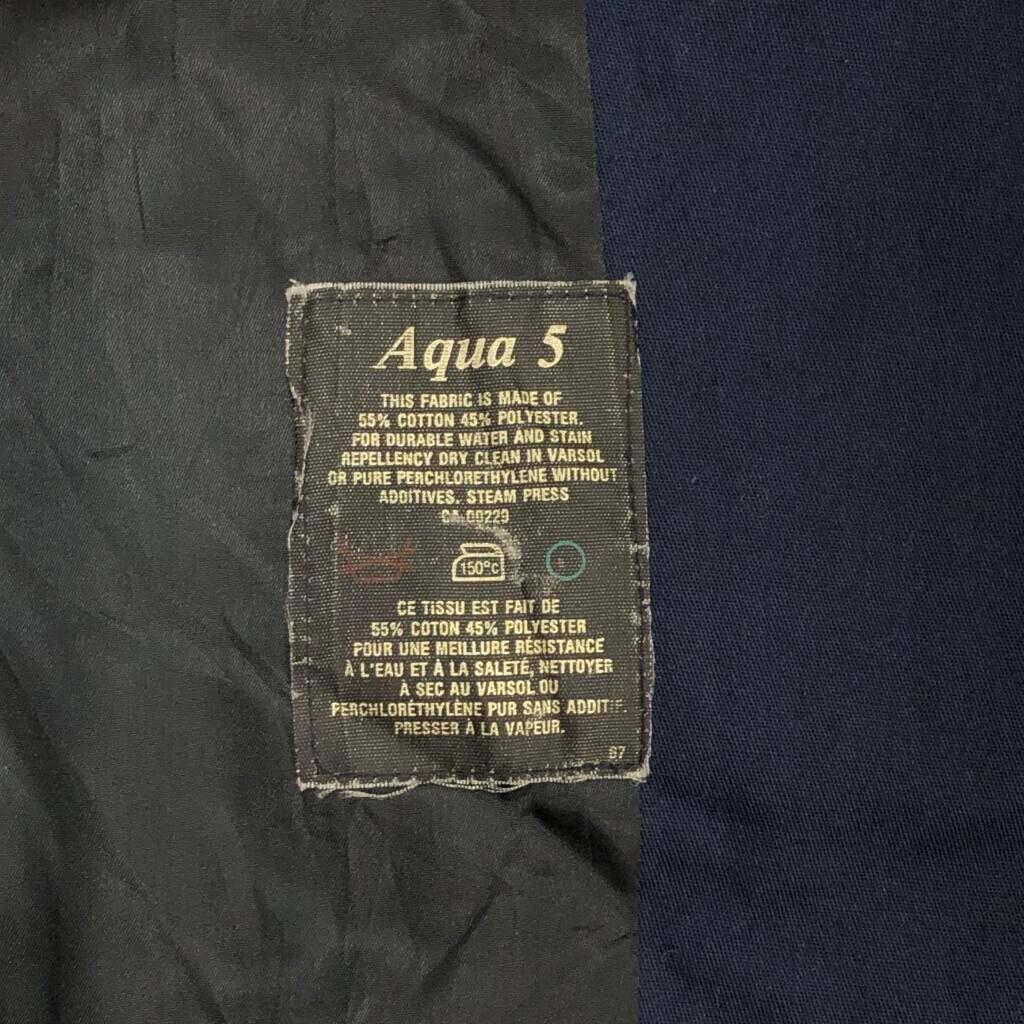 Aqua 5
THIS FABRIC IS MADE OF
55% COTTON 45% POLYESTER.
FOR DURABLE WATER AND STAIN
REPELLENCY DRY CLEAN IN VARSOL
OR PURE PERCHLORETHYLENE WITHOUT
ADDITIVES. STEAM PRESS
CA 00229
150°C
CE TISSU EST FAIT DE
55% COTON 45% POLYESTER
POUR UNE MEILLURE RÉSISTANCE
À L'EAU ET À LA SALETÉ, NETTOYER
À SEC AU VARSOL OU
PERCHLORÉTHYLÈNE PUR SANS ADDITIF.
PRESSER À LA VAPEUR.